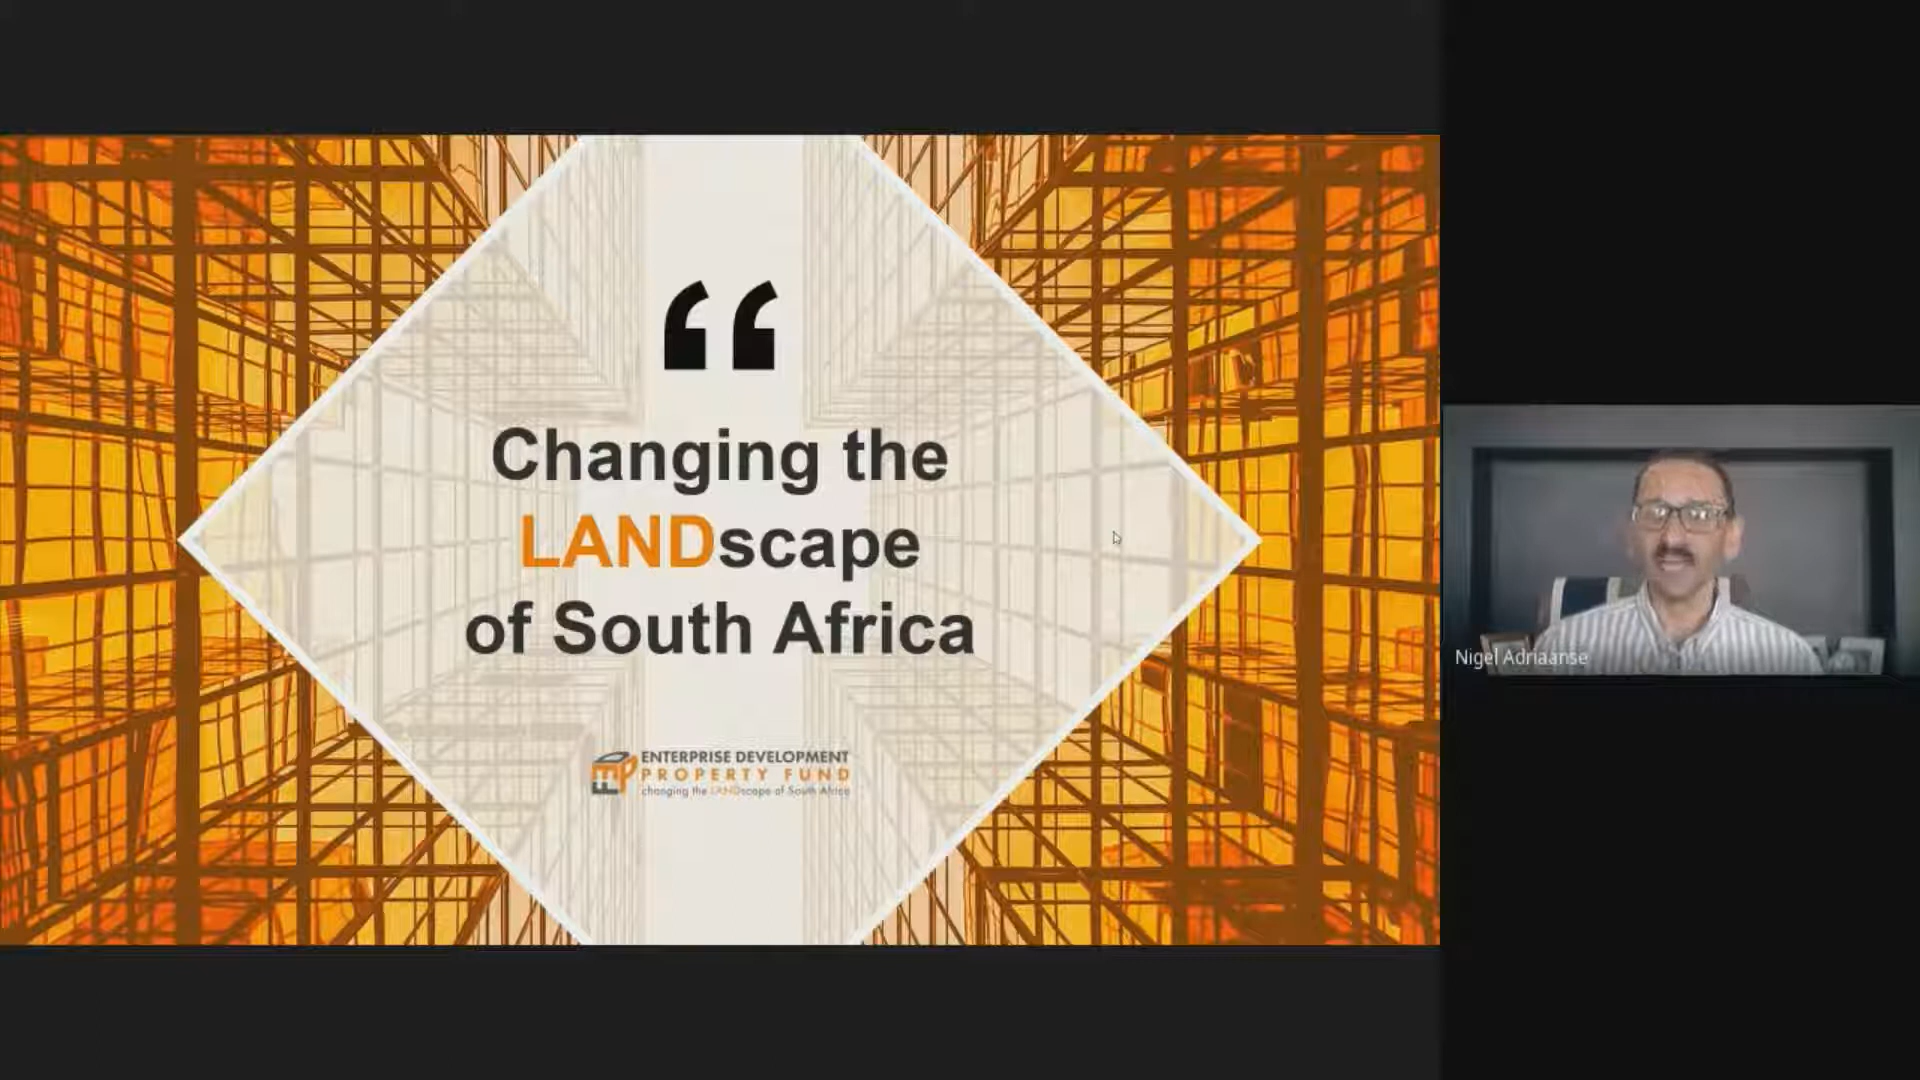 “
Changing the
LANDscape
of South Africa
ENTERPRISE DEVELOPMENT
PROPERTY FUND
changing the LANDscape of South Africa
Nigel Adriaanse